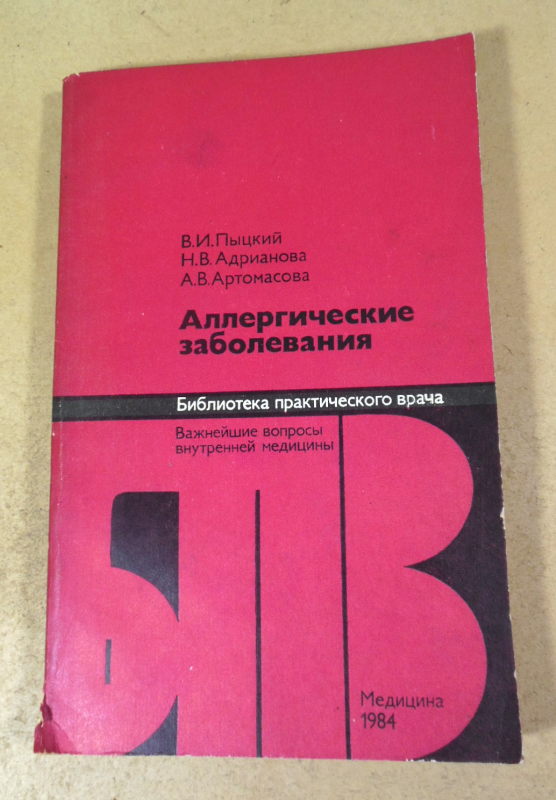 В.И.Пыцкий
Н.В.Адрианова
А.В.Артомасова
Аллергические
заболевания
Библиотека практического врача
Важнейшие вопросы
внутренней медицины
БПВ
Медицина
1984